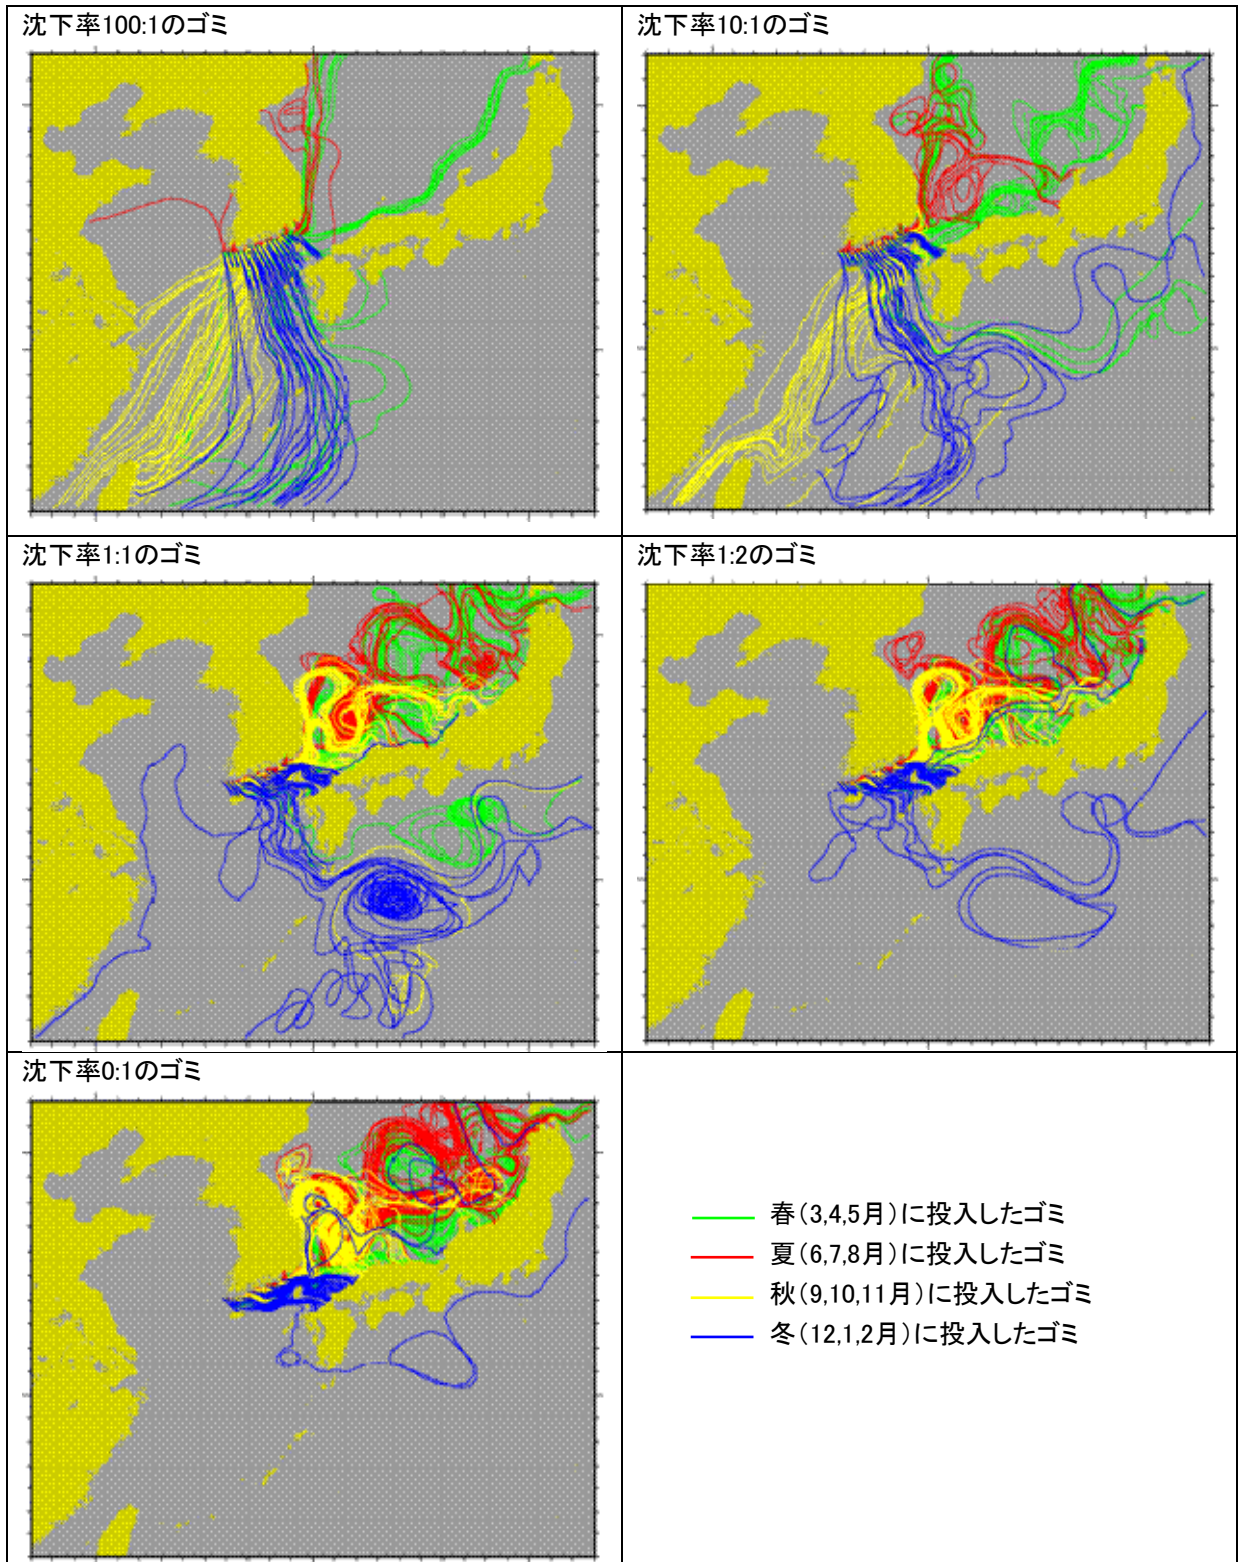 沈下率100:1のゴミ
沈下率10:1のゴミ
沈下率1:1のゴミ
沈下率1:2のゴミ
沈下率0:1のゴミ
春(3,4,5月)に投入したゴミ
夏(6,7,8月)に投入したゴミ
秋(9,10,11月)に投入したゴミ
冬(12,1,2月)に投入したゴミ